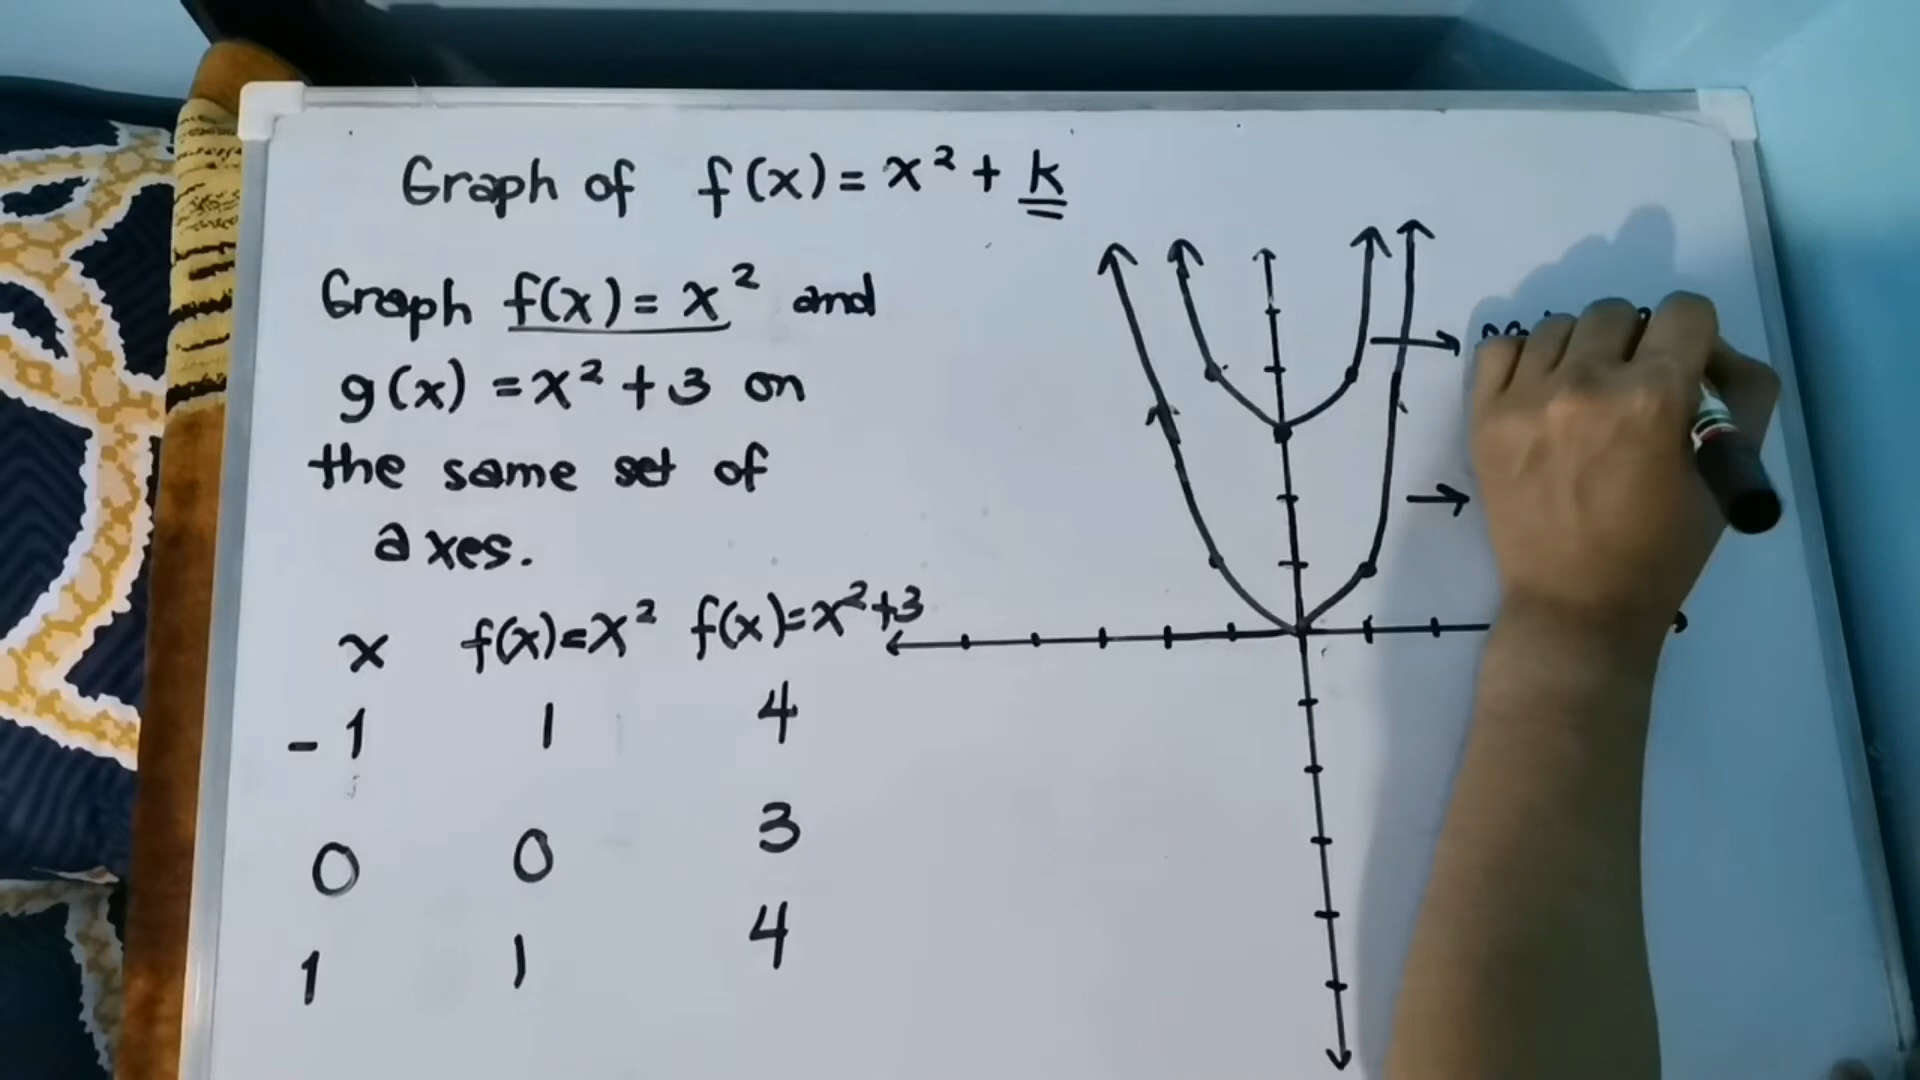 Graph of f(x) = x² + k
Graph f(x) = x² and
g(x) = x² + 3 on
the same set of
axes.
x f(x)=x² f(x)=x²+3
-1 1 4
0 0 3
1 1 4